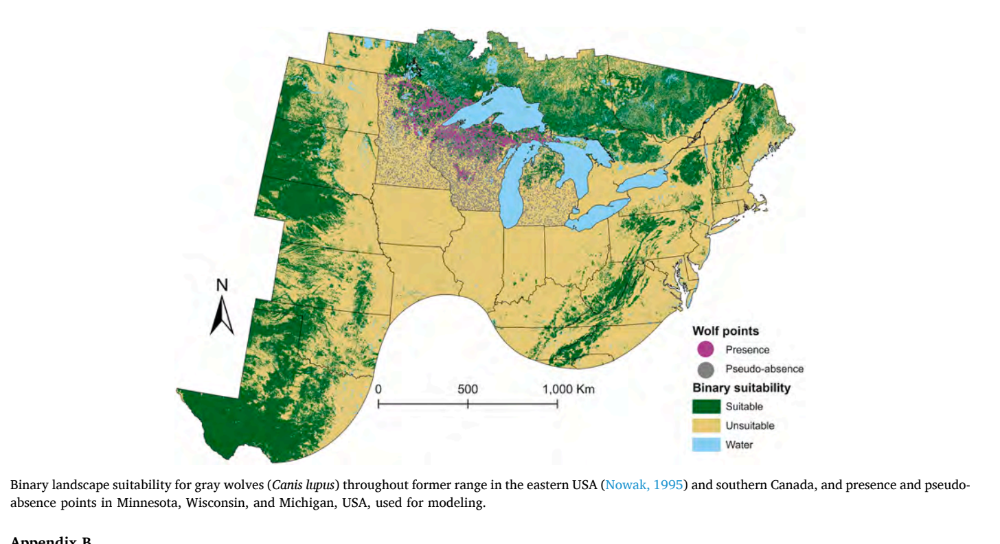 N
0 500 1,000 Km
Wolf points
Presence
Pseudo-absence
Binary suitability
Suitable
Unsuitable
Water
Binary landscape suitability for gray wolves (Canis lupus) throughout former range in the eastern USA (Nowak, 1995) and southern Canada, and presence and pseudo-
absence points in Minnesota, Wisconsin, and Michigan, USA, used for modeling.
Appendix B